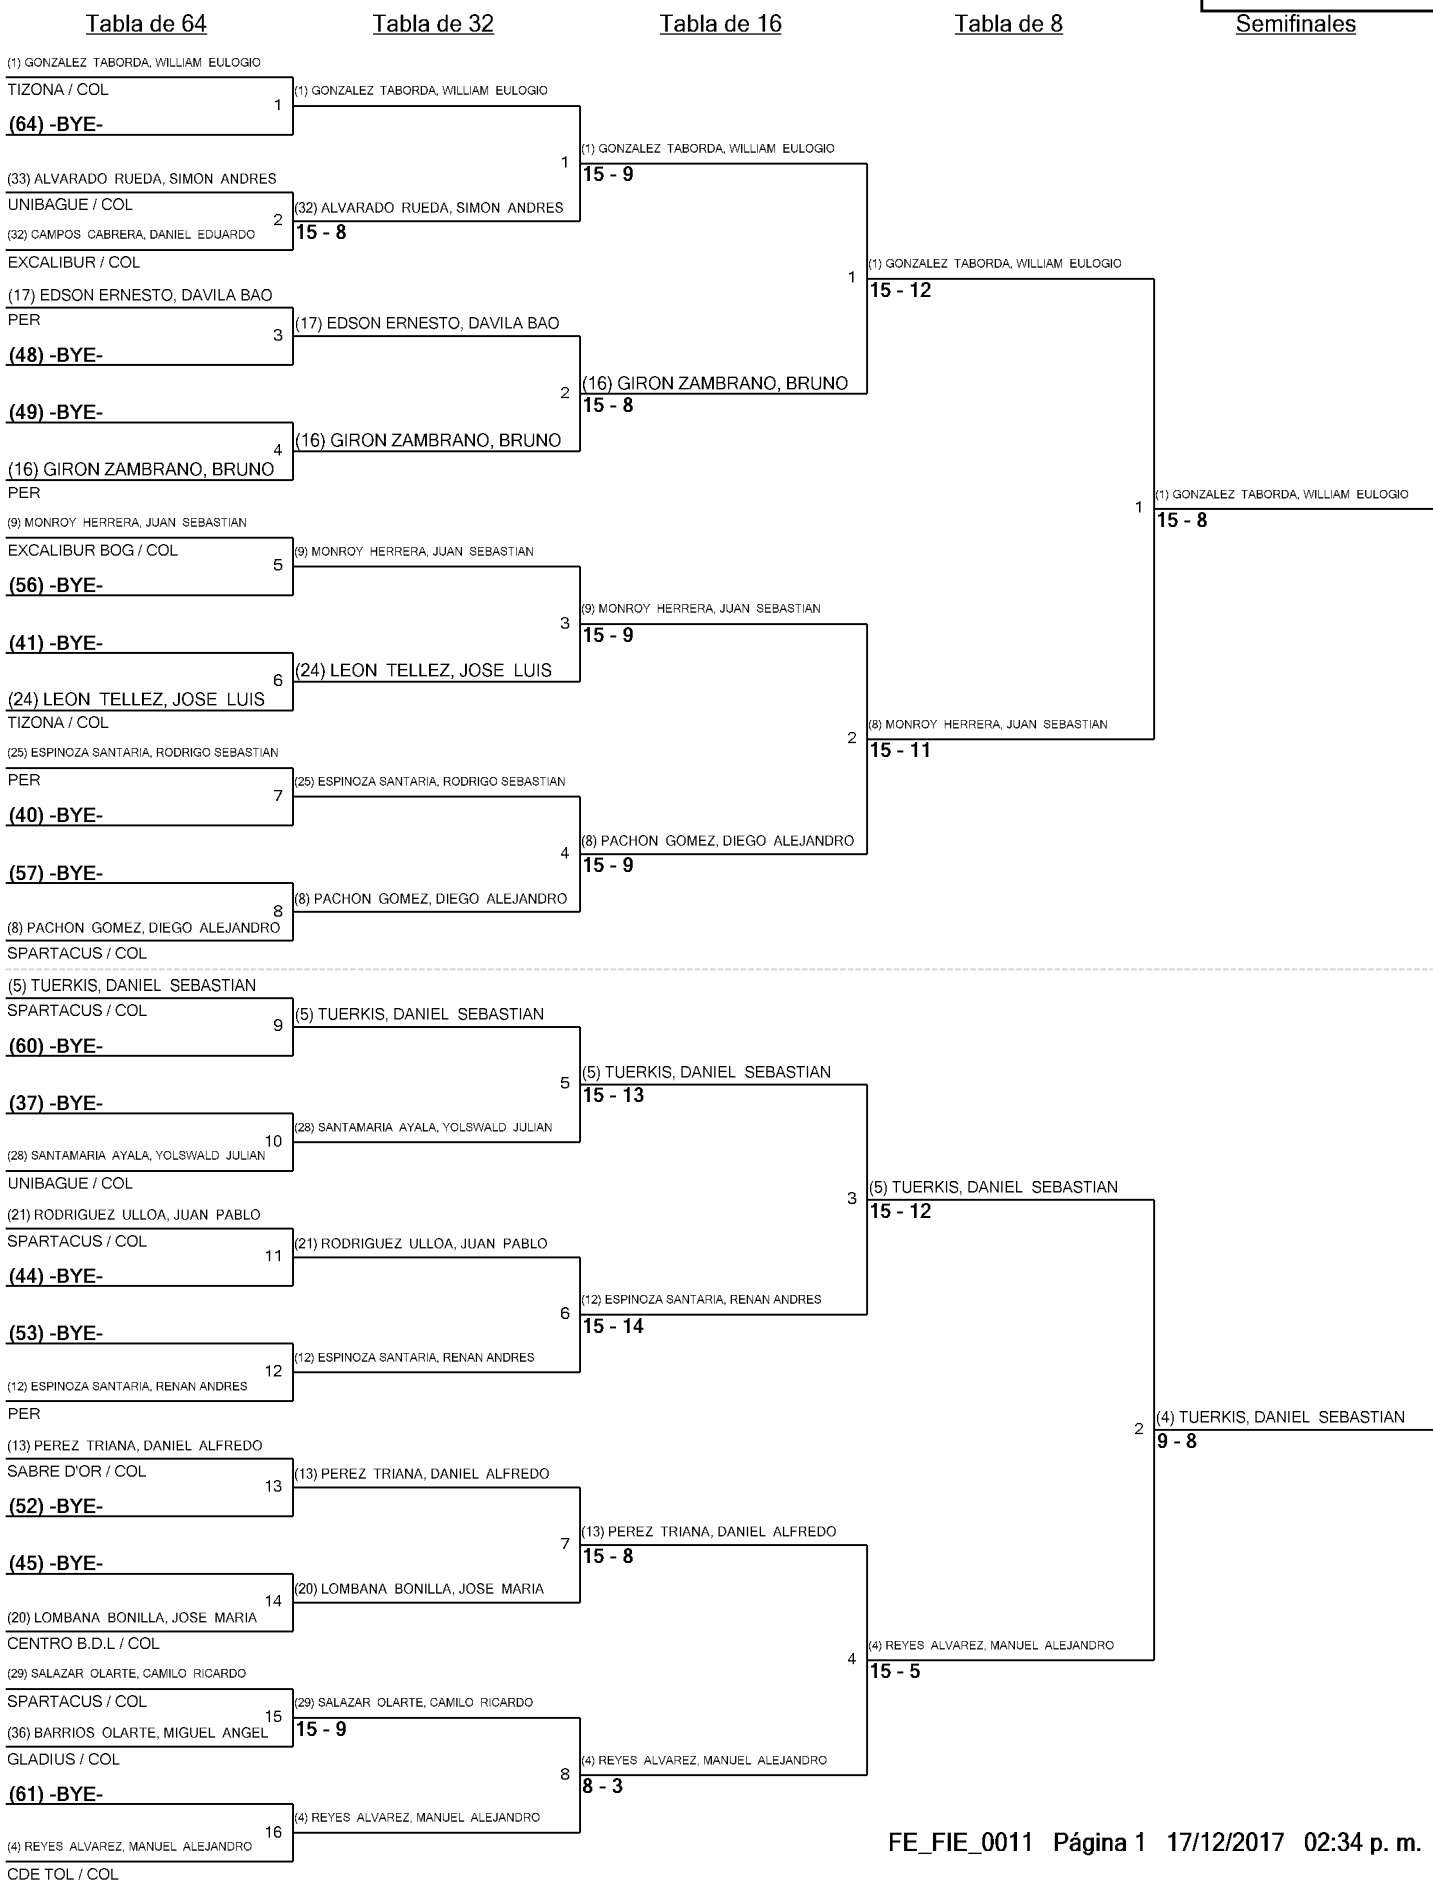 Tabla de 64
Tabla de 32
Tabla de 16
Tabla de 8
Semifinales
(1) GONZALEZ TABORDA, WILLIAM EULOGIO
TIZONA / COL
1
(64) -BYE-
(33) ALVARADO RUEDA, SIMON ANDRES
UNIBAGUE / COL
2
(32) CAMPOS CABRERA, DANIEL EDUARDO
EXCALIBUR / COL
(17) EDSON ERNESTO, DAVILA BAO
PER
3
(48) -BYE-
(49) -BYE-
4
(16) GIRON ZAMBRANO, BRUNO
PER
(9) MONROY HERRERA, JUAN SEBASTIAN
EXCALIBUR BOG / COL
5
(56) -BYE-
(41) -BYE-
6
(24) LEON TELLEZ, JOSE LUIS
TIZONA / COL
(25) ESPINOZA SANTARIA, RODRIGO SEBASTIAN
PER
7
(40) -BYE-
(57) -BYE-
8
(8) PACHON GOMEZ, DIEGO ALEJANDRO
SPARTACUS / COL
(5) TUERKIS, DANIEL SEBASTIAN
SPARTACUS / COL
9
(60) -BYE-
(37) -BYE-
10
(28) SANTAMARIA AYALA, YOLSWALD JULIAN
UNIBAGUE / COL
(21) RODRIGUEZ ULLOA, JUAN PABLO
SPARTACUS / COL
11
(44) -BYE-
(53) -BYE-
12
(12) ESPINOZA SANTARIA, RENAN ANDRES
PER
(13) PEREZ TRIANA, DANIEL ALFREDO
SABRE D'OR / COL
13
(52) -BYE-
(45) -BYE-
14
(20) LOMBANA BONILLA, JOSE MARIA
CENTRO B.D.L / COL
(29) SALAZAR OLARTE, CAMILO RICARDO
SPARTACUS / COL
15
(36) BARRIOS OLARTE, MIGUEL ANGEL
GLADIUS / COL
(61) -BYE-
16
(4) REYES ALVAREZ, MANUEL ALEJANDRO
CDE TOL / COL
(1) GONZALEZ TABORDA, WILLIAM EULOGIO
1
(32) ALVARADO RUEDA, SIMON ANDRES
15 - 8
(17) EDSON ERNESTO, DAVILA BAO
2
(16) GIRON ZAMBRANO, BRUNO
(9) MONROY HERRERA, JUAN SEBASTIAN
3
(24) LEON TELLEZ, JOSE LUIS
(25) ESPINOZA SANTARIA, RODRIGO SEBASTIAN
4
(8) PACHON GOMEZ, DIEGO ALEJANDRO
(5) TUERKIS, DANIEL SEBASTIAN
5
(28) SANTAMARIA AYALA, YOLSWALD JULIAN
(21) RODRIGUEZ ULLOA, JUAN PABLO
6
(12) ESPINOZA SANTARIA, RENAN ANDRES
(13) PEREZ TRIANA, DANIEL ALFREDO
7
(20) LOMBANA BONILLA, JOSE MARIA
(29) SALAZAR OLARTE, CAMILO RICARDO
15 - 9
8
(4) REYES ALVAREZ, MANUEL ALEJANDRO
(1) GONZALEZ TABORDA, WILLIAM EULOGIO
15 - 9
1
(16) GIRON ZAMBRANO, BRUNO
15 - 8
(9) MONROY HERRERA, JUAN SEBASTIAN
15 - 9
2
(8) PACHON GOMEZ, DIEGO ALEJANDRO
15 - 9
(5) TUERKIS, DANIEL SEBASTIAN
15 - 13
3
(12) ESPINOZA SANTARIA, RENAN ANDRES
15 - 14
(13) PEREZ TRIANA, DANIEL ALFREDO
15 - 8
4
(4) REYES ALVAREZ, MANUEL ALEJANDRO
8 - 3
(1) GONZALEZ TABORDA, WILLIAM EULOGIO
15 - 12
1
(8) MONROY HERRERA, JUAN SEBASTIAN
15 - 11
(5) TUERKIS, DANIEL SEBASTIAN
15 - 12
2
(4) REYES ALVAREZ, MANUEL ALEJANDRO
15 - 5
(1) GONZALEZ TABORDA, WILLIAM EULOGIO
15 - 8
(4) TUERKIS, DANIEL SEBASTIAN
9 - 8
FE_FIE_0011 Página 1 17/12/2017 02:34 p. m.